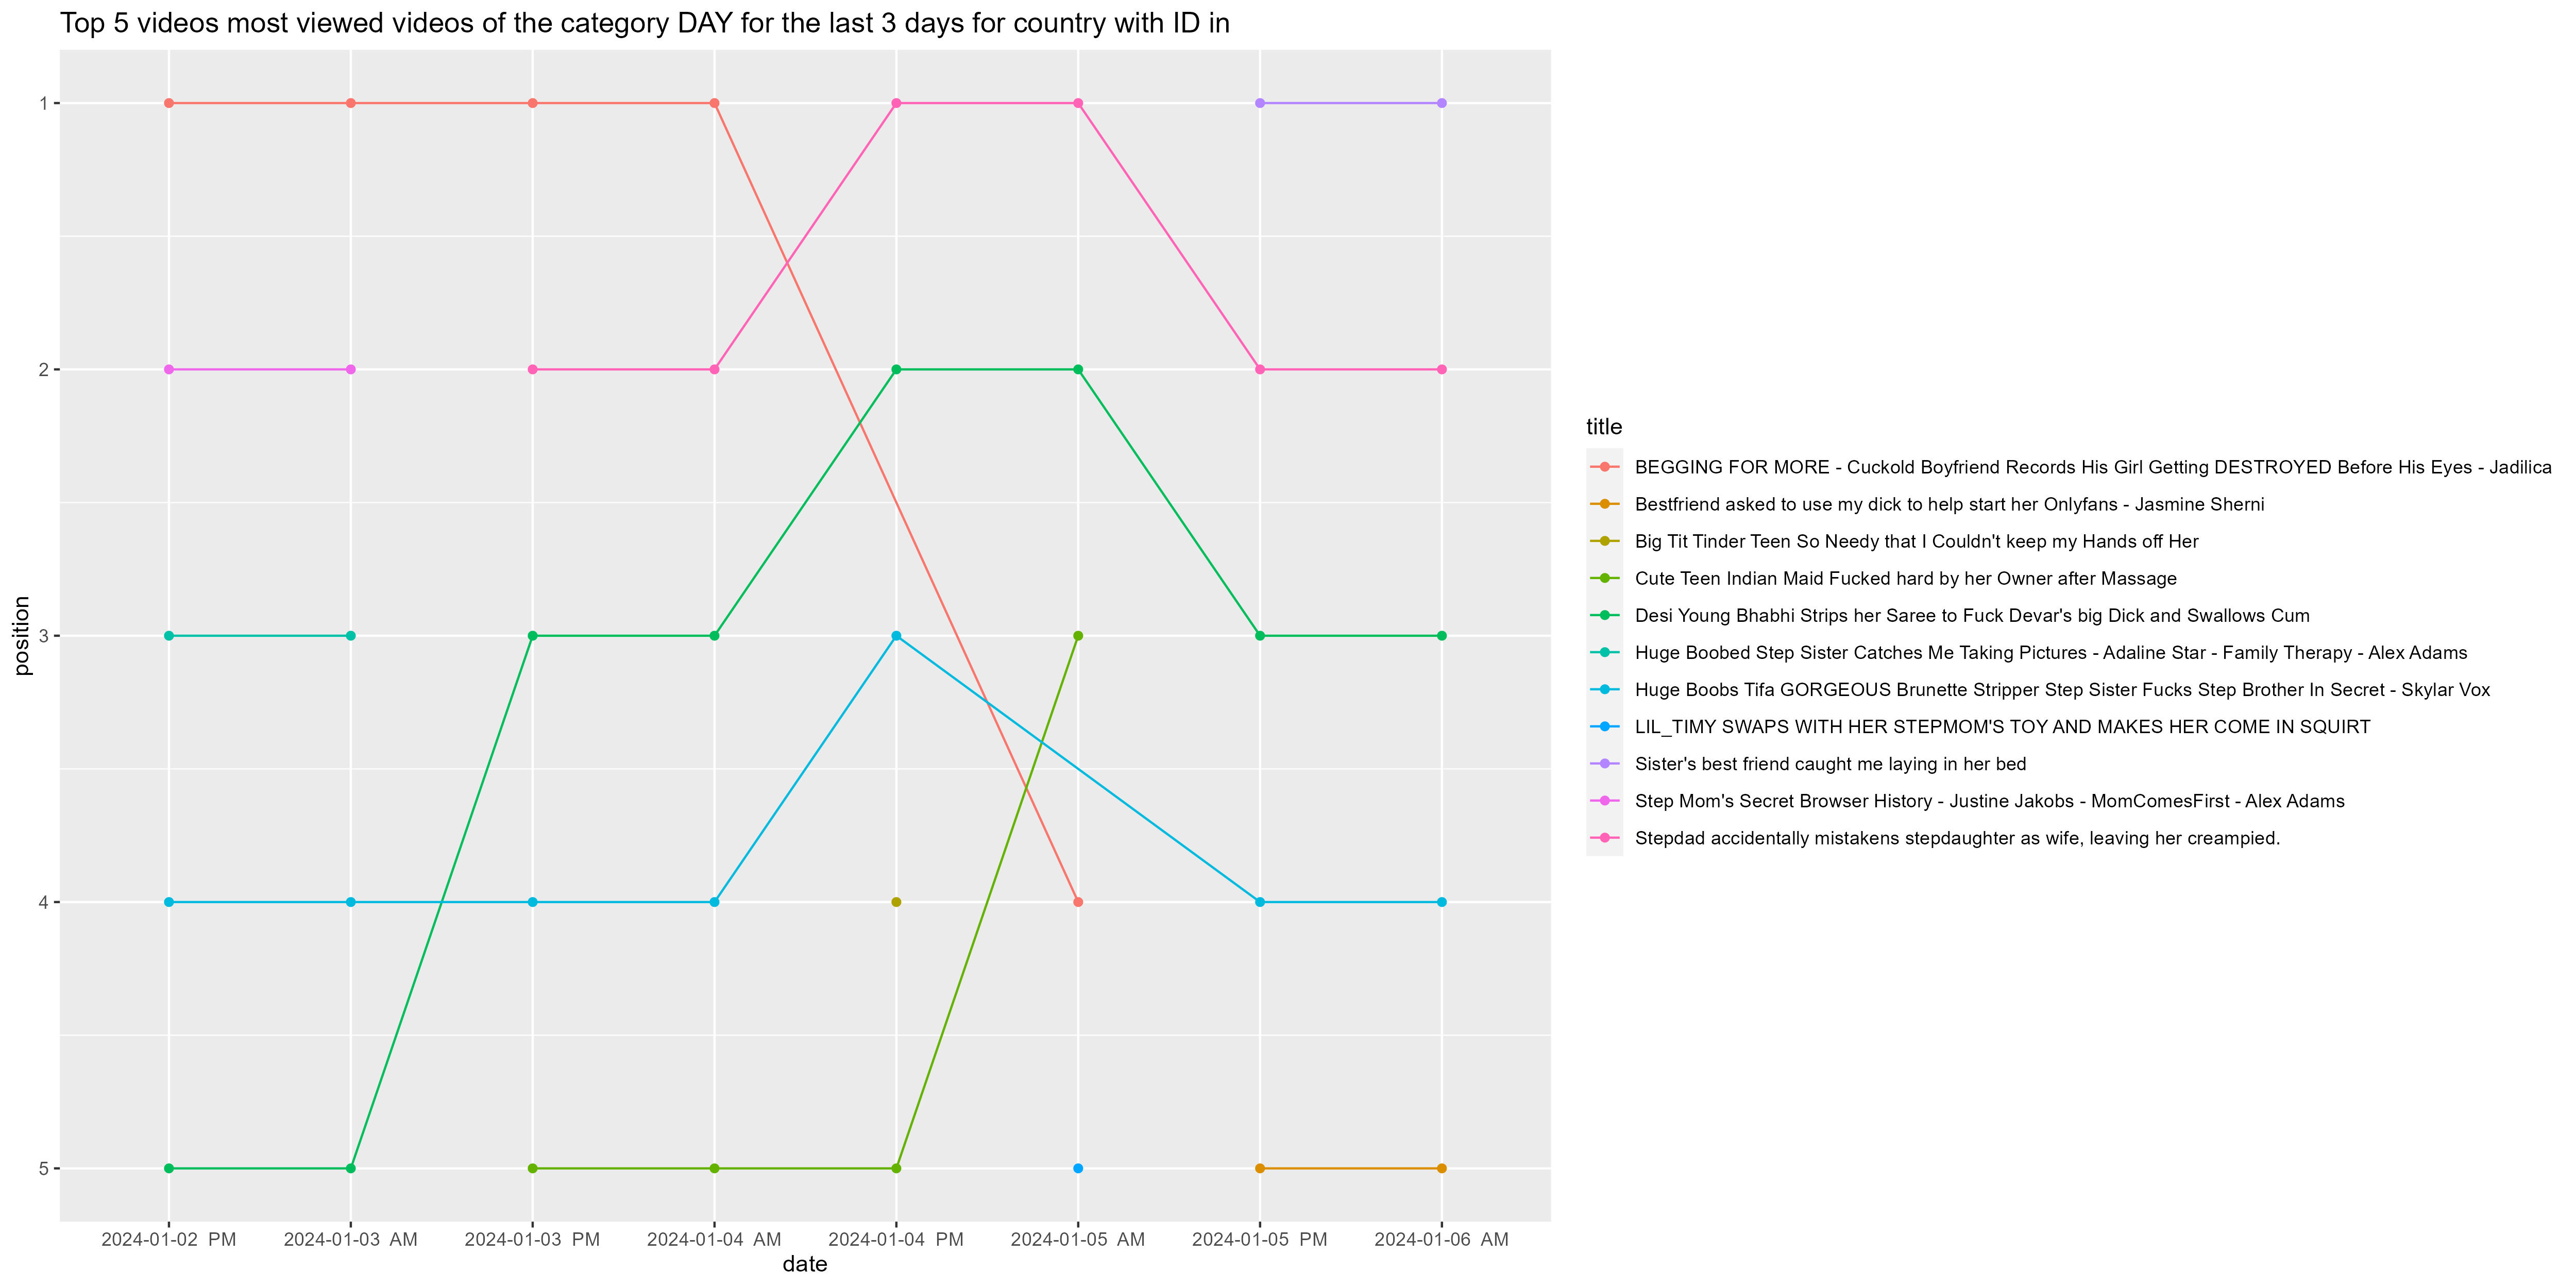 Top 5 videos most viewed videos of the category DAY for the last 3 days for country with ID in
position
1
2
3
4
5
2024-01-02 PM
2024-01-03 AM
2024-01-03 PM
2024-01-04 AM
2024-01-04 PM
2024-01-05 AM
2024-01-05 PM
2024-01-06 AM
date
title
BEGGING FOR MORE - Cuckold Boyfriend Records His Girl Getting DESTROYED Before His Eyes - Jadilica
Bestfriend asked to use my dick to help start her Onlyfans - Jasmine Sherni
Big Tit Tinder Teen So Needy that I Couldn't keep my Hands off Her
Cute Teen Indian Maid Fucked hard by her Owner after Massage
Desi Young Bhabhi Strips her Saree to Fuck Devar's big Dick and Swallows Cum
Huge Boobed Step Sister Catches Me Taking Pictures - Adaline Star - Family Therapy - Alex Adams
Huge Boobs Tifa GORGEOUS Brunette Stripper Step Sister Fucks Step Brother In Secret - Skylar Vox
LIL_TIMY SWAPS WITH HER STEPMOM'S TOY AND MAKES HER COME IN SQUIRT
Sister's best friend caught me laying in her bed
Step Mom's Secret Browser History - Justine Jakobs - MomComesFirst - Alex Adams
Stepdad accidentally mistakens stepdaughter as wife, leaving her creampied.